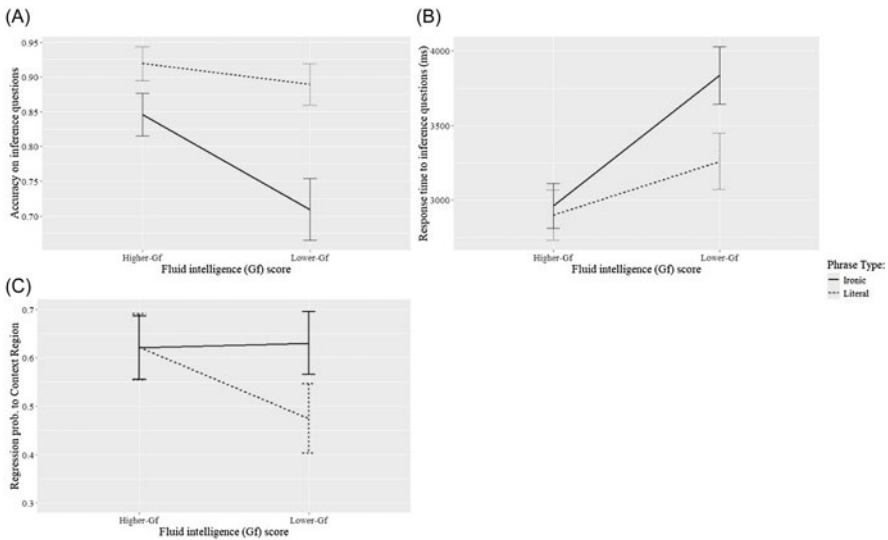 (A)
Accuracy on inference questions
0.95
0.90
0.85
0.80
0.75
0.70
Higher-Gf
Lower-Gf
Fluid intelligence (Gf) score
(B)
Response time to inference questions (ms)
4000
3500
3000
Higher-Gf
Lower-Gf
Fluid intelligence (Gf) score
Phrase Type:
Ironic
Literal
(C)
Regression prob. to Context Region
0.7
0.6
0.5
0.4
0.3
Higher-Gf
Lower-Gf
Fluid intelligence (Gf) score